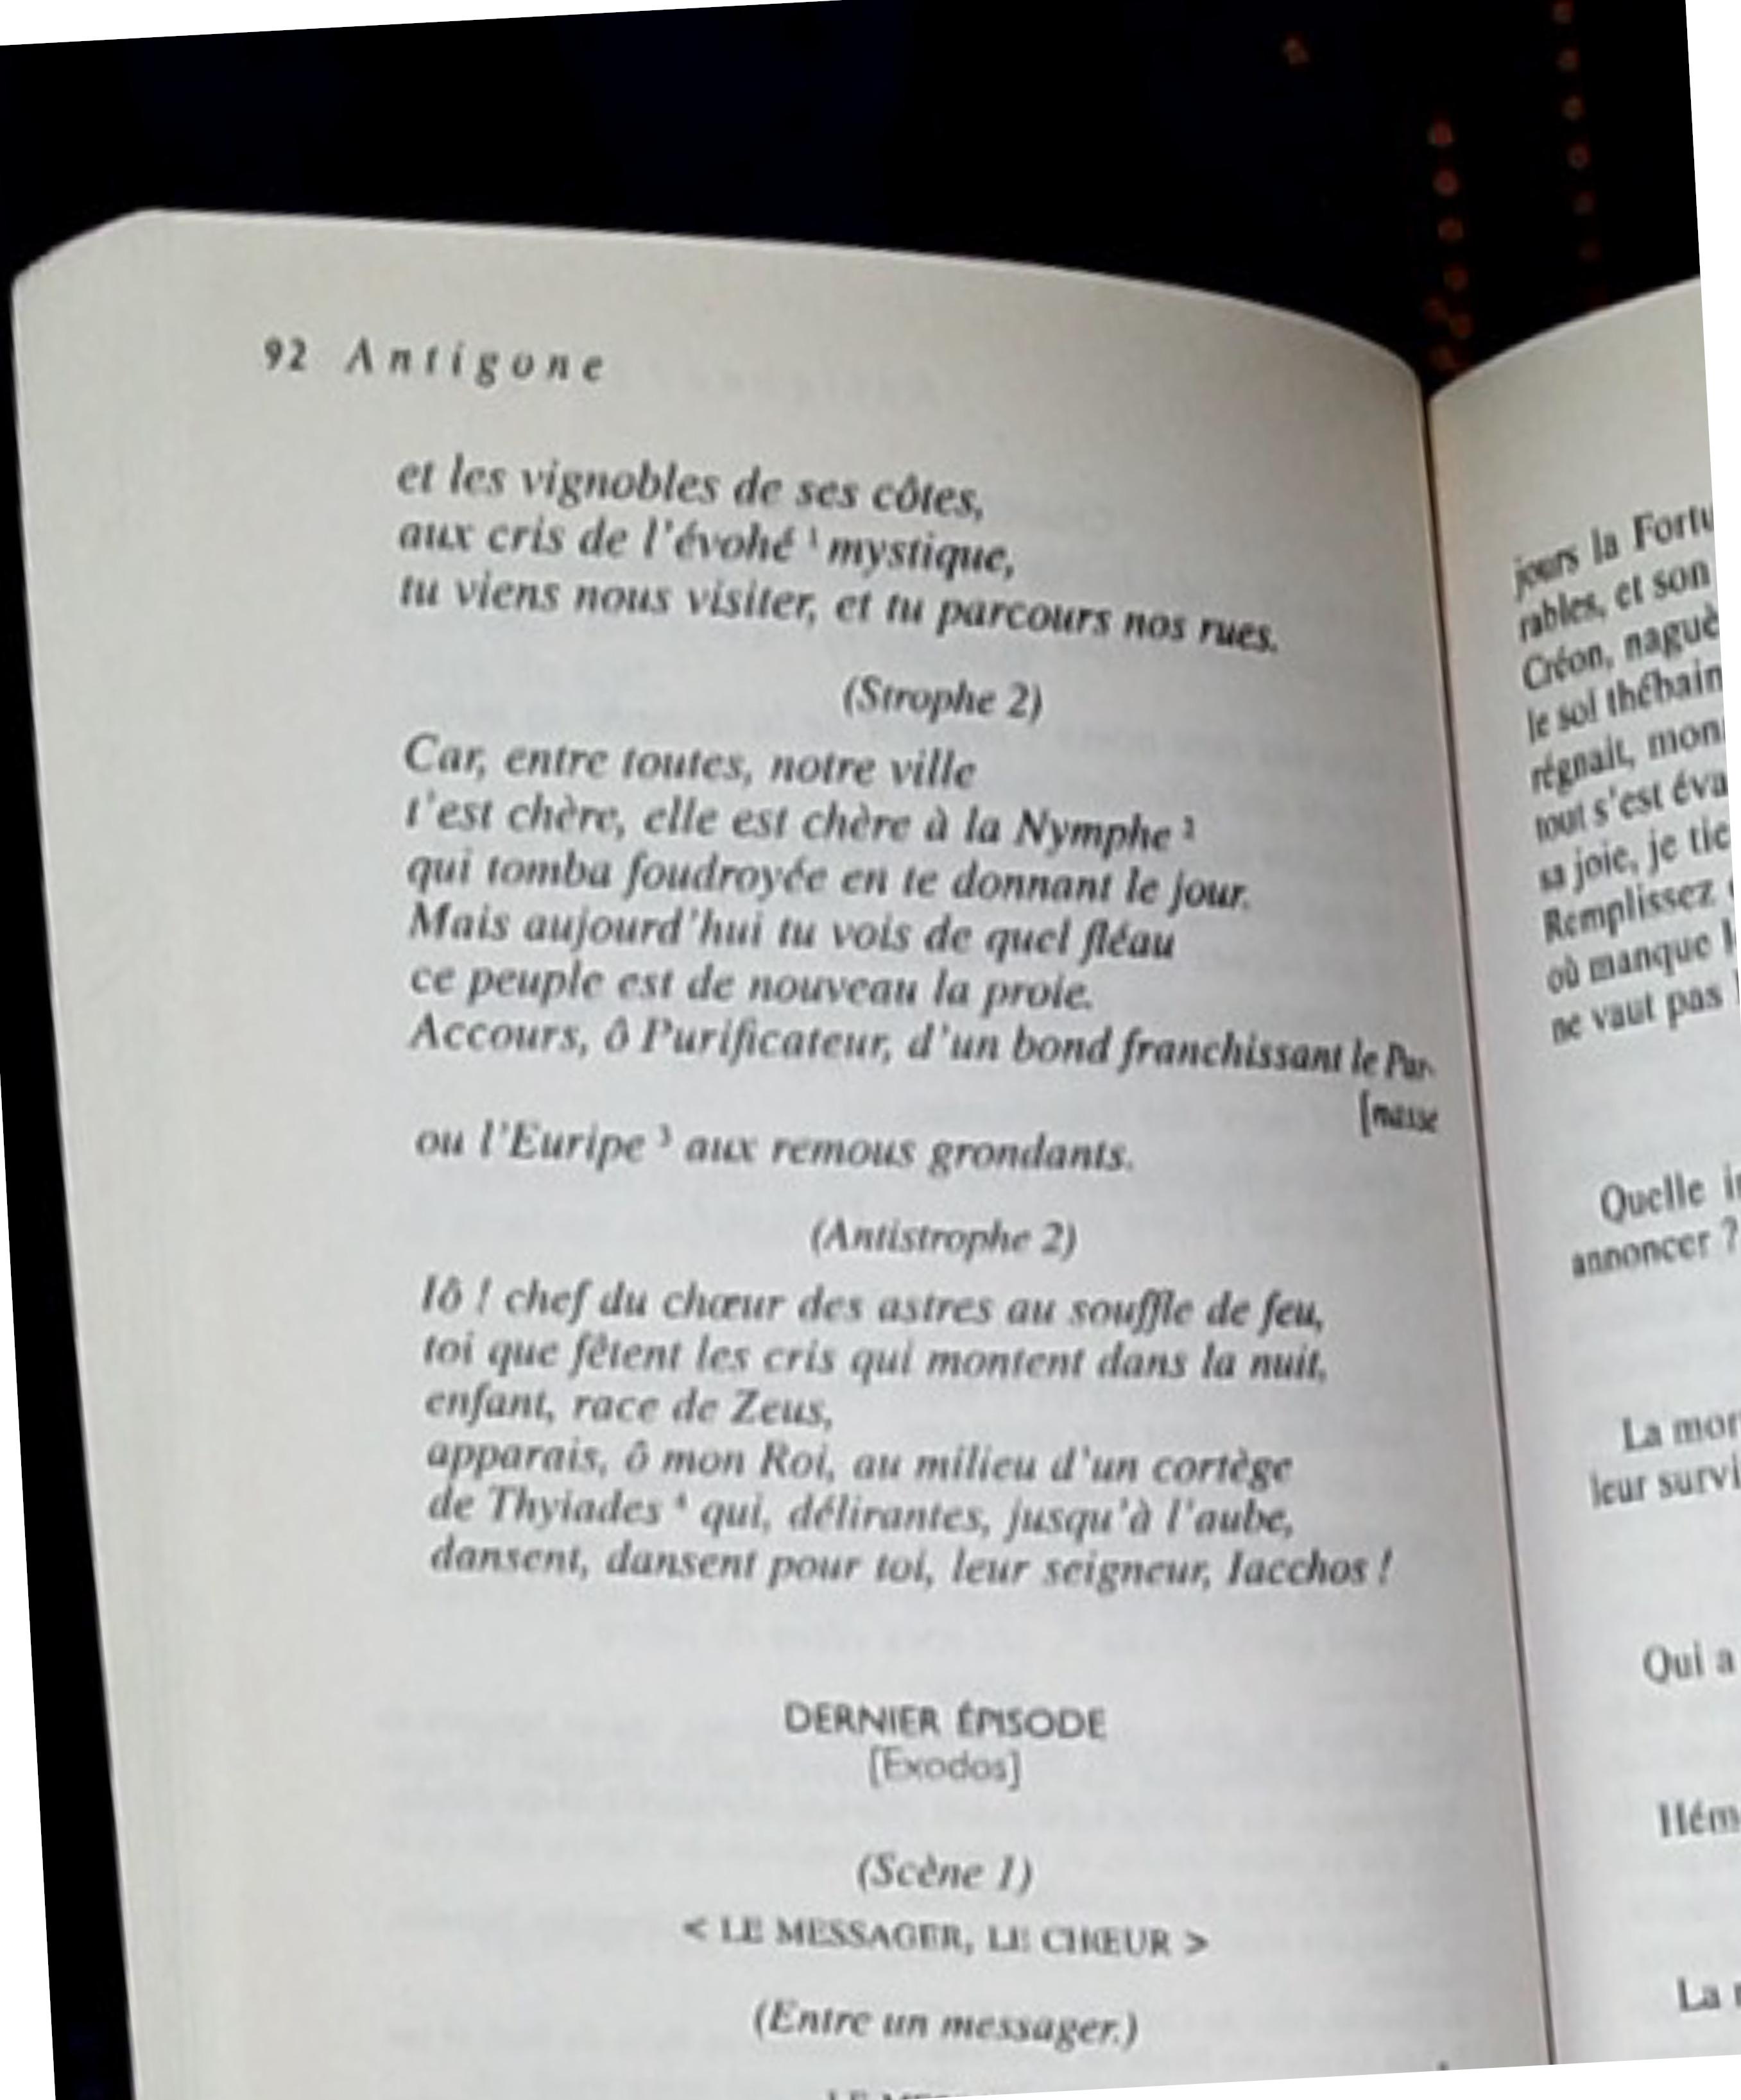 92 Antigone
et les vignobles de ses côtes,
aux cris de l'évohé ¹ mystique,
tu viens nous visiter, et tu parcours nos rues.
(Strophe 2)
Car, entre toutes, notre ville
t'est chère, elle est chère à la Nymphe ²
qui tomba foudroyée en te donnant le jour.
Mais aujourd'hui tu vois de quel fléau
ce peuple est de nouveau la proie.
Accours, ô Purificateur, d'un bond franchissant le Par-
[nasse
ou l'Euripe ³ aux remous grondants.
(Antistrophe 2)
Iô ! chef du chœur des astres au souffle de feu,
toi que fêtent les cris qui montent dans la nuit,
enfant, race de Zeus,
apparais, ô mon Roi, au milieu d'un cortège
de Thyiades ⁴ qui, délirantes, jusqu'à l'aube,
dansent, dansent pour toi, leur seigneur, Iacchos !
DERNIER ÉPISODE
[Exodos]
(Scène 1)
< LE MESSAGER, LE CHŒUR >
(Entre un messager.)
jours la Fortu
rables, et son
Créon, naguè
le sol thébain
régnait, mon
tout s'est éva
sa joie, je tie
Remplissez
où manque l
ne vaut pas
Quelle i
annoncer ?
La mor
leur survi
Qui a
Hém
La